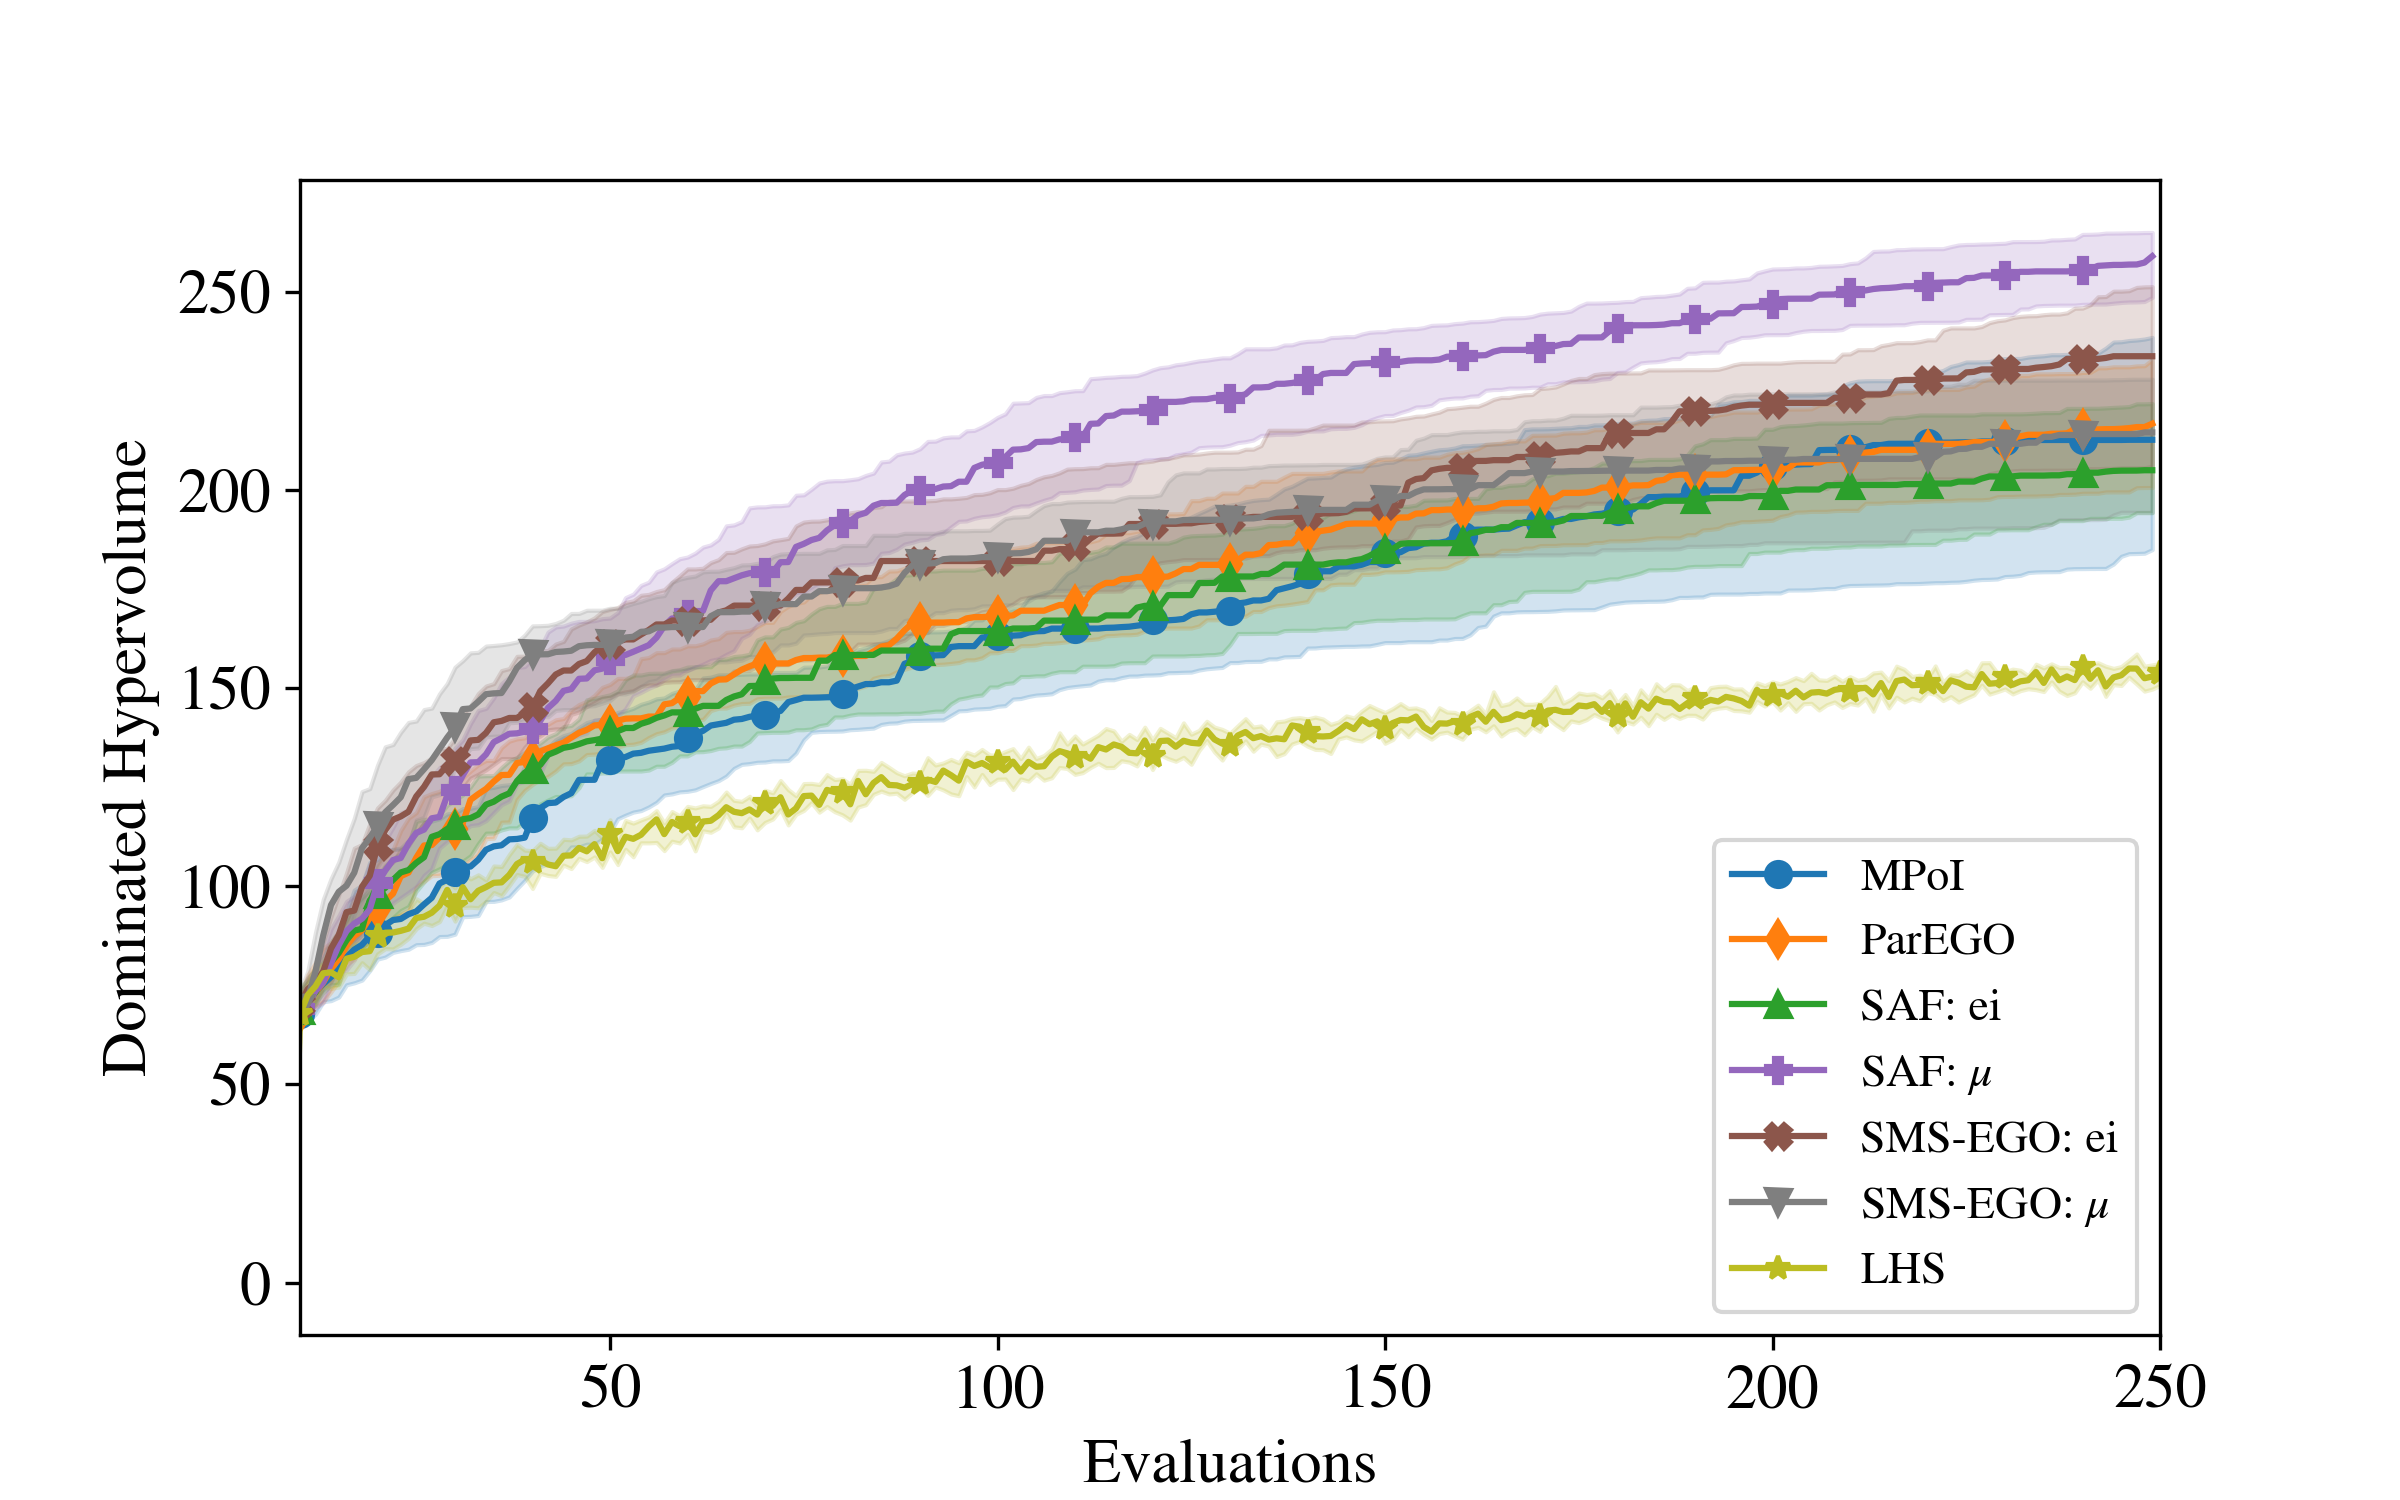 Dominated Hypervolume
250
200
150
100
50
0
MPoI
ParEGO
SAF: ei
SAF: μ
SMS-EGO: ei
SMS-EGO: μ
LHS
50 100 150 200 250
Evaluations